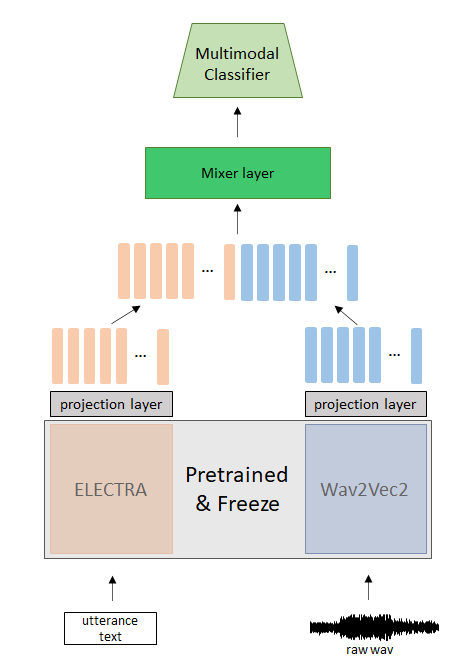 Multimodal
Classifier
Mixer layer
...
...
...
...
projection layer
projection layer
ELECTRA
Pretrained
& Freeze
Wav2Vec2
utterance
text
raw wav